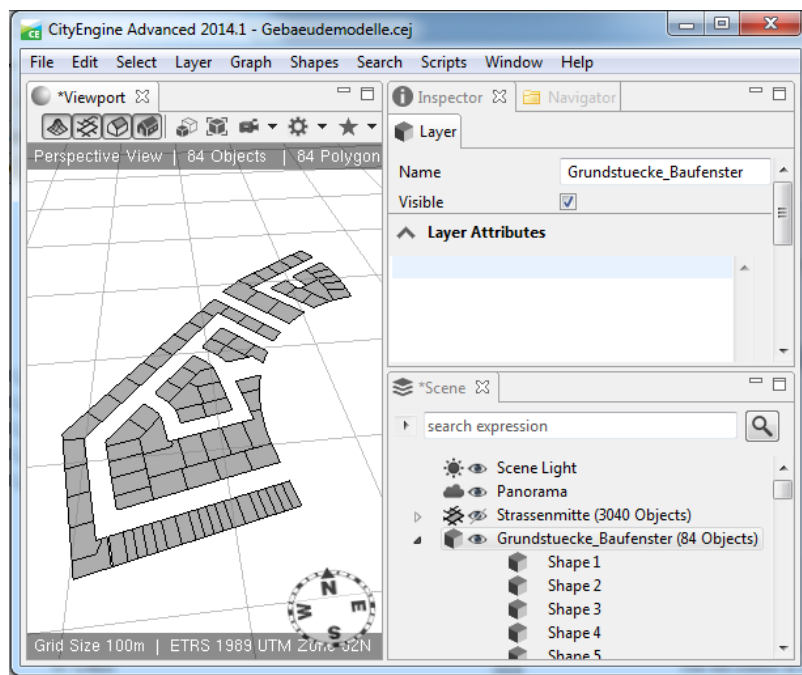 CityEngine Advanced 2014.1 - Gebaeudemodelle.cej
File Edit Select Layer Graph Shapes Search Scripts Window Help
*Viewport
Perspective View | 84 Objects | 84 Polygon
Grid Size 100m | ETRS 1989 UTM Zone 32N
N
E
S
W
Inspector Navigator
Layer
Name Grundstuecke_Baufenster
Visible
Layer Attributes
*Scene
search expression
Scene Light
Panorama
Strassenmitte (3040 Objects)
Grundstuecke_Baufenster (84 Objects)
Shape 1
Shape 2
Shape 3
Shape 4
Shape 5